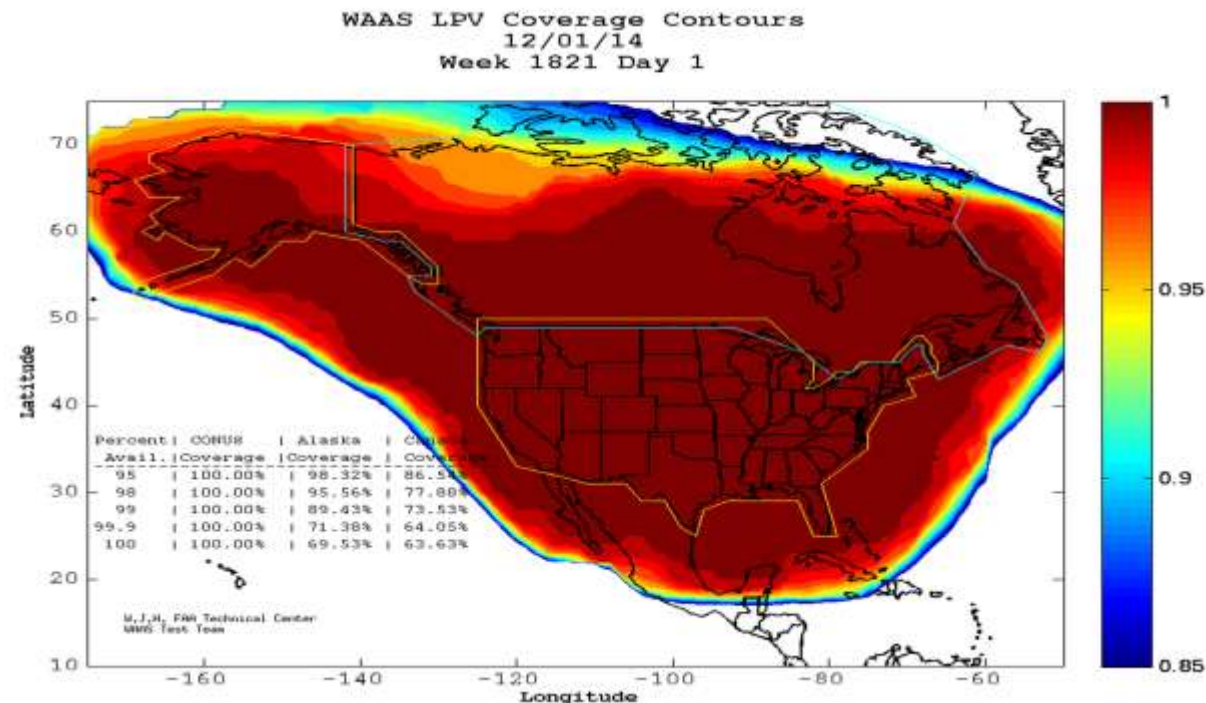 WAAS LPV Coverage Contours
12/01/14
Week 1821 Day 1
Latitude
70
60
50
40
30
20
10
Percent| CONUS | Alaska |
Avail.|Coverage |Coverage |
95 | 100.00% | 98.32% |
98 | 100.00% | 95.56% | 77.88%
99 | 100.00% | 89.43% | 73.53%
99.9 | 100.00% | 71.38% | 64.05%
100 | 100.00% | 69.53% | 63.63%
W.J.H. FAA Technical Center
WAAS Test Team
-160 -140 -120 -100 -80 -60
Longitude
1
0.95
0.9
0.85